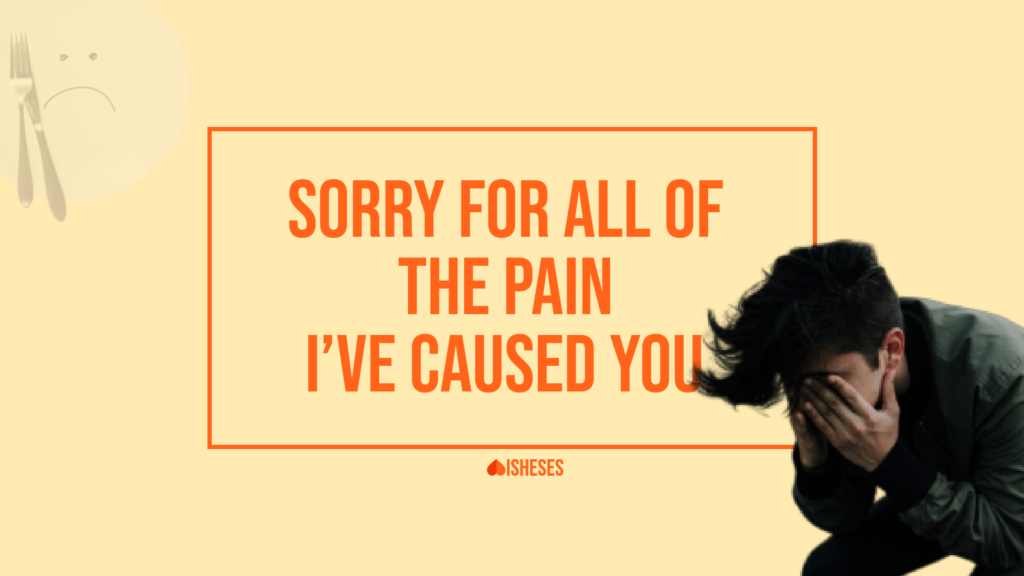 SORRY FOR ALL OF
THE PAIN
I’VE CAUSED YOU
ISHESES